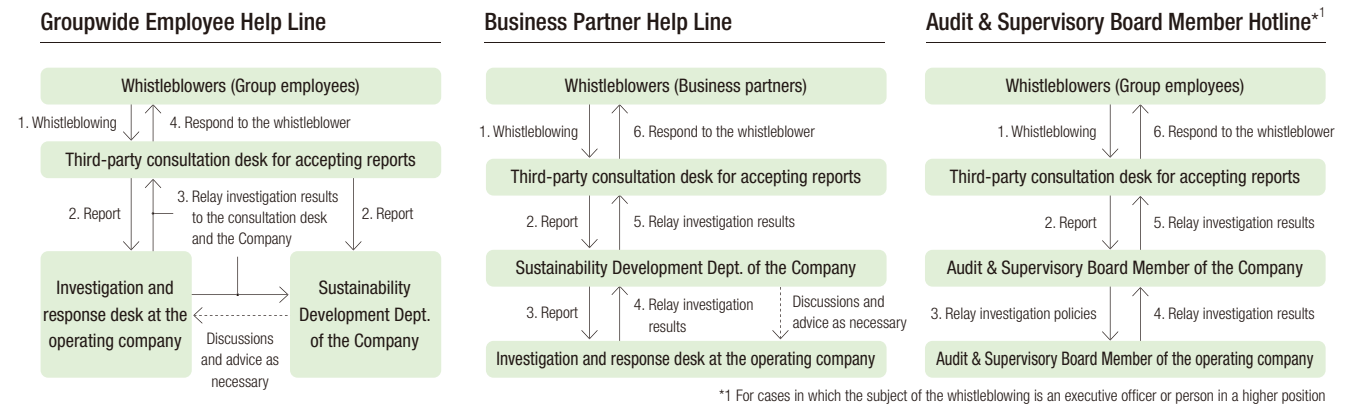 Groupwide Employee Help Line
Whistleblowers (Group employees)
1. Whistleblowing
4. Respond to the whistleblower
Third-party consultation desk for accepting reports
2. Report
3. Relay investigation results
to the consultation desk
and the Company
2. Report
Investigation and
response desk at the
operating company
Sustainability
Development Dept.
of the Company
Discussions
and advice as
necessary
Business Partner Help Line
Whistleblowers (Business partners)
1. Whistleblowing
6. Respond to the whistleblower
Third-party consultation desk for accepting reports
2. Report
5. Relay investigation results
Sustainability Development Dept. of the Company
3. Report
4. Relay investigation
results
Discussions and
advice as necessary
Investigation and response desk at the operating company
Audit & Supervisory Board Member Hotline*1
Whistleblowers (Group employees)
1. Whistleblowing
6. Respond to the whistleblower
Third-party consultation desk for accepting reports
2. Report
5. Relay investigation results
Audit & Supervisory Board Member of the Company
3. Relay investigation policies
4. Relay investigation results
Audit & Supervisory Board Member of the operating company
*1 For cases in which the subject of the whistleblowing is an executive officer or person in a higher position